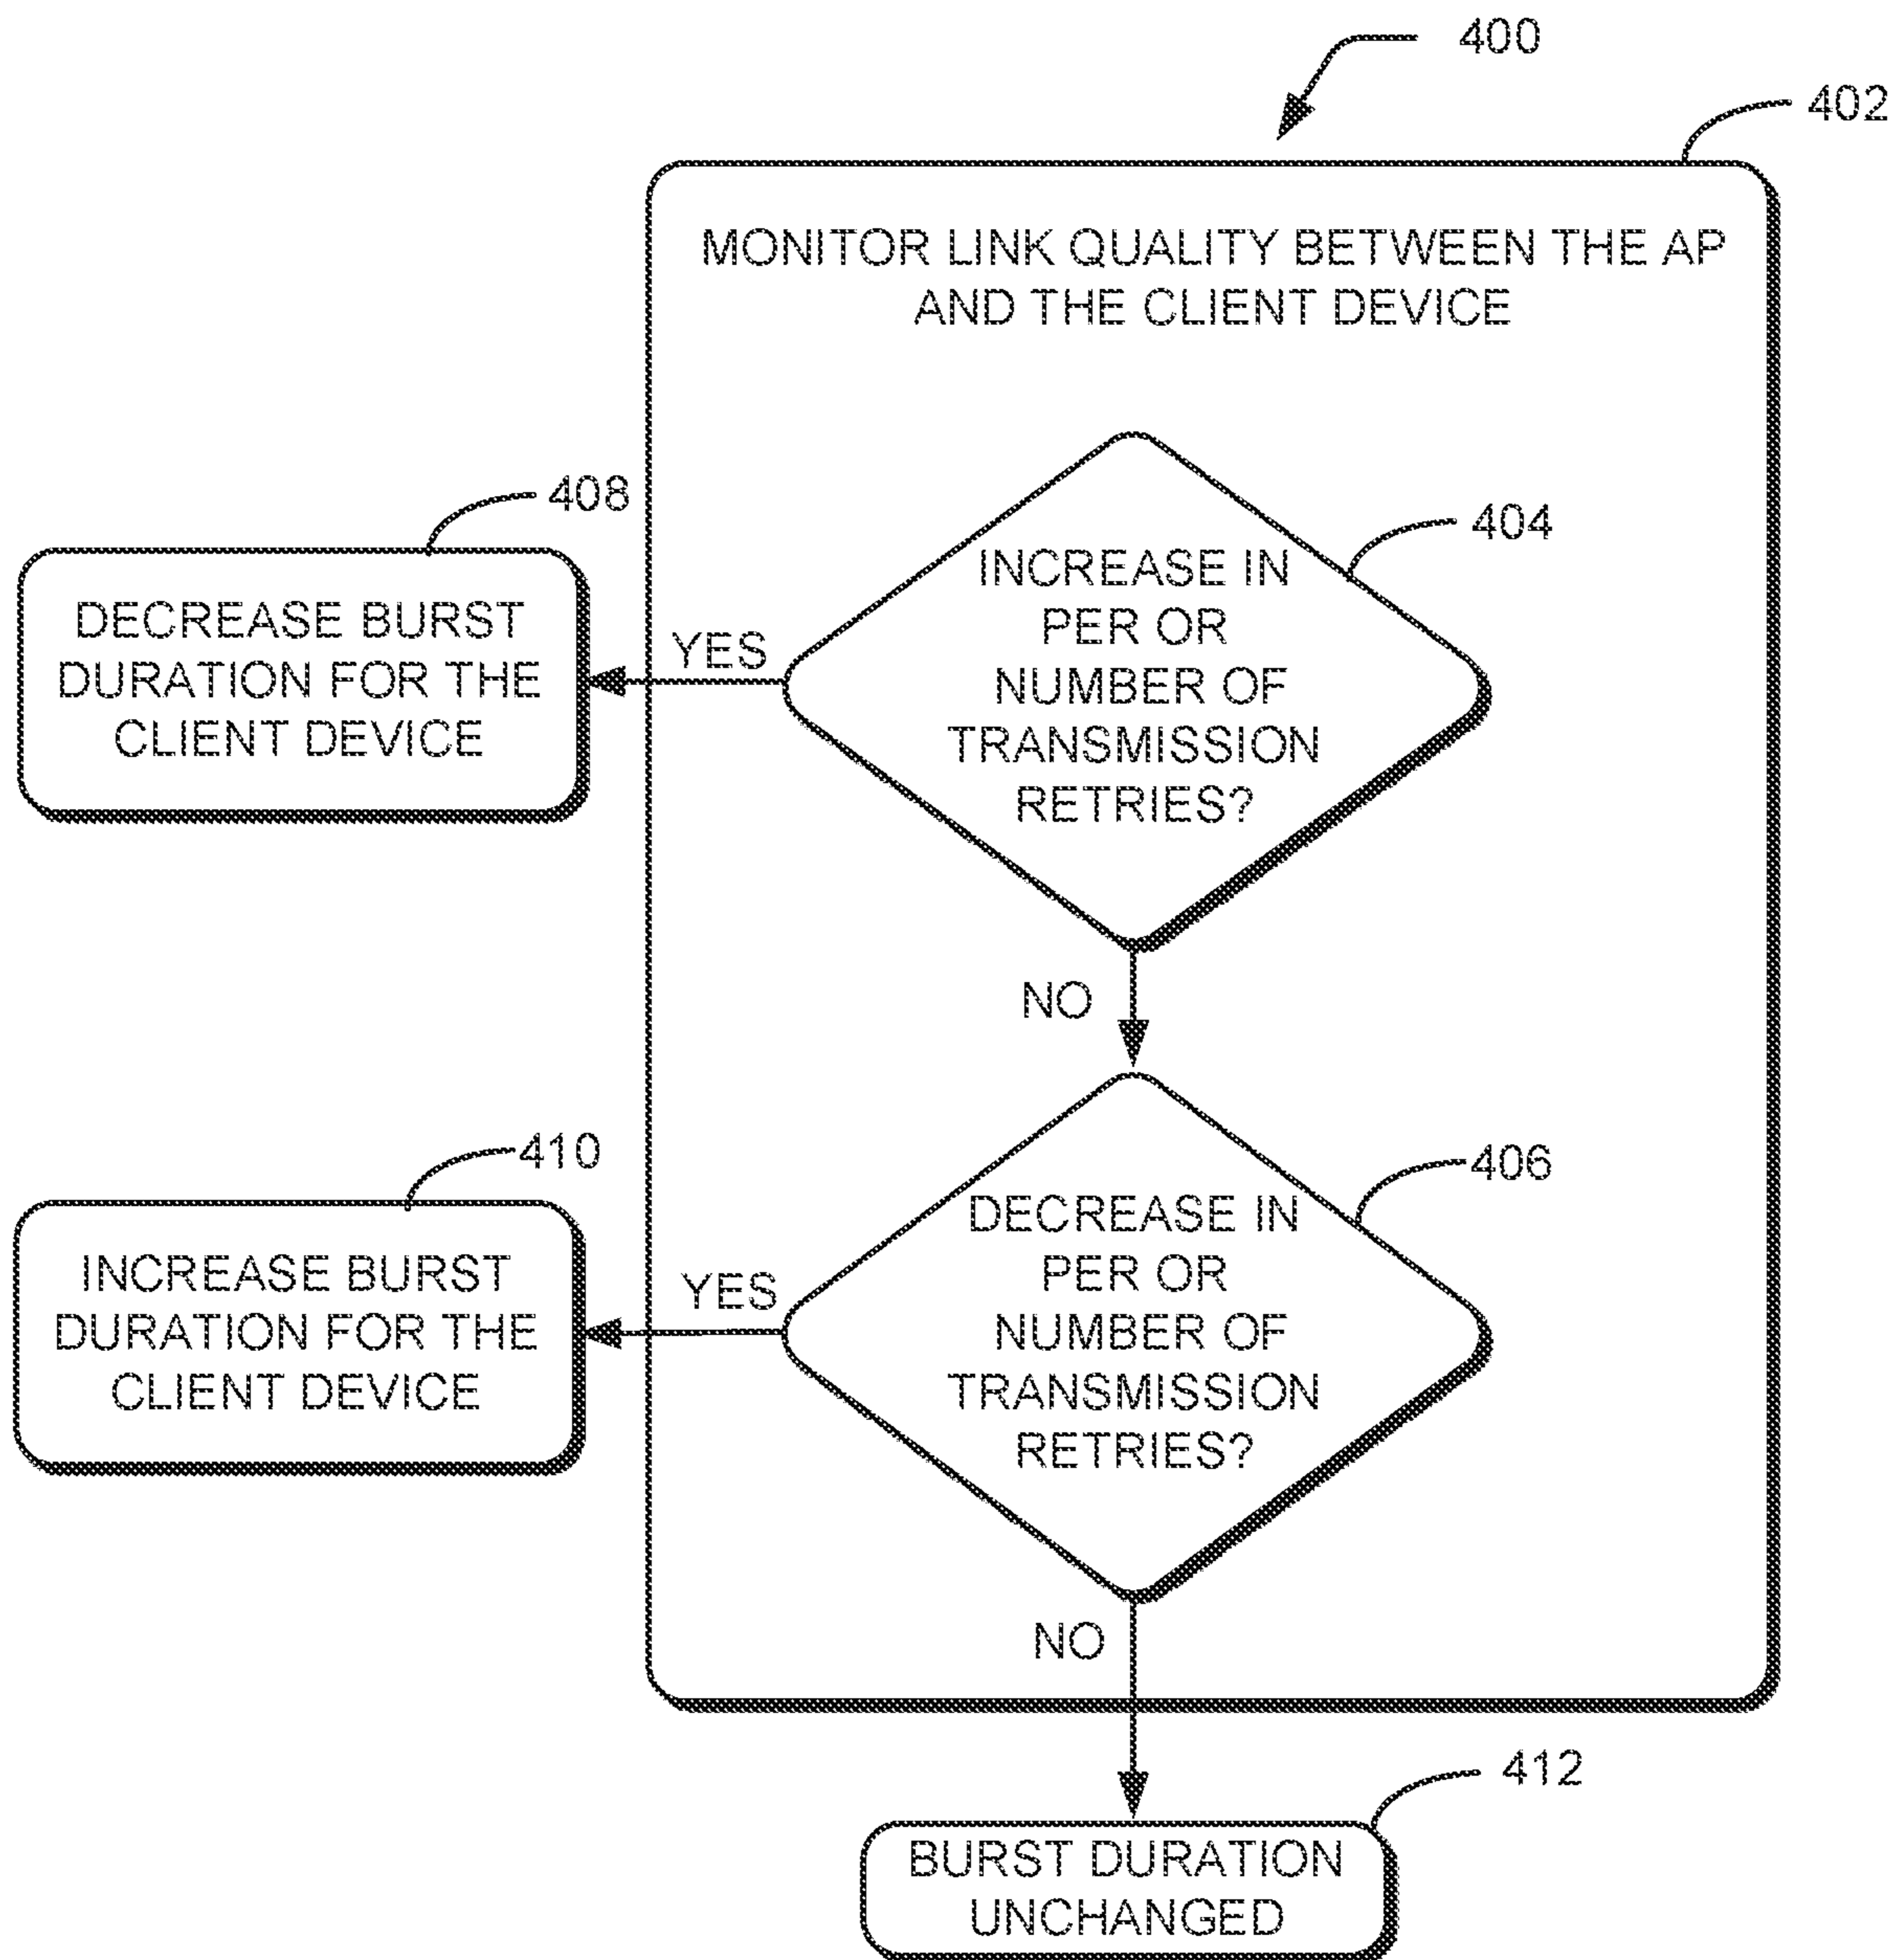 400
402
MONITOR LINK QUALITY BETWEEN THE AP
AND THE CLIENT DEVICE
404
INCREASE IN
PER OR
NUMBER OF
TRANSMISSION
RETRIES?
YES
408
DECREASE BURST
DURATION FOR THE
CLIENT DEVICE
NO
406
DECREASE IN
PER OR
NUMBER OF
TRANSMISSION
RETRIES?
YES
410
INCREASE BURST
DURATION FOR THE
CLIENT DEVICE
NO
412
BURST DURATION
UNCHANGED